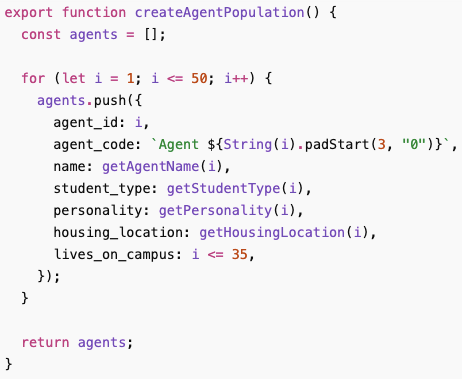 export function createAgentPopulation() {
  const agents = [];

  for (let i = 1; i <= 50; i++) {
    agents.push({
      agent_id: i,
      agent_code: `Agent ${String(i).padStart(3, "0")}`,
      name: getAgentName(i),
      student_type: getStudentType(i),
      personality: getPersonality(i),
      housing_location: getHousingLocation(i),
      lives_on_campus: i <= 35,
    });
  }

  return agents;
}